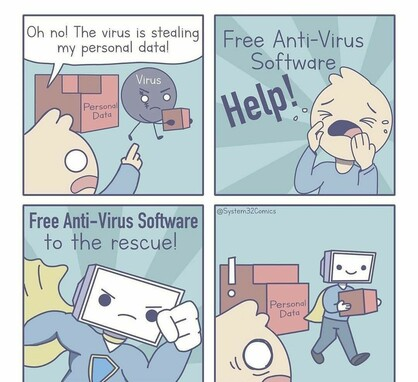 Oh no! The virus is stealing
my personal data!
Virus
Personal
Data
Free Anti-Virus
Software
Help!
Free Anti-Virus Software
to the rescue!
@System32Comics
Personal
Data